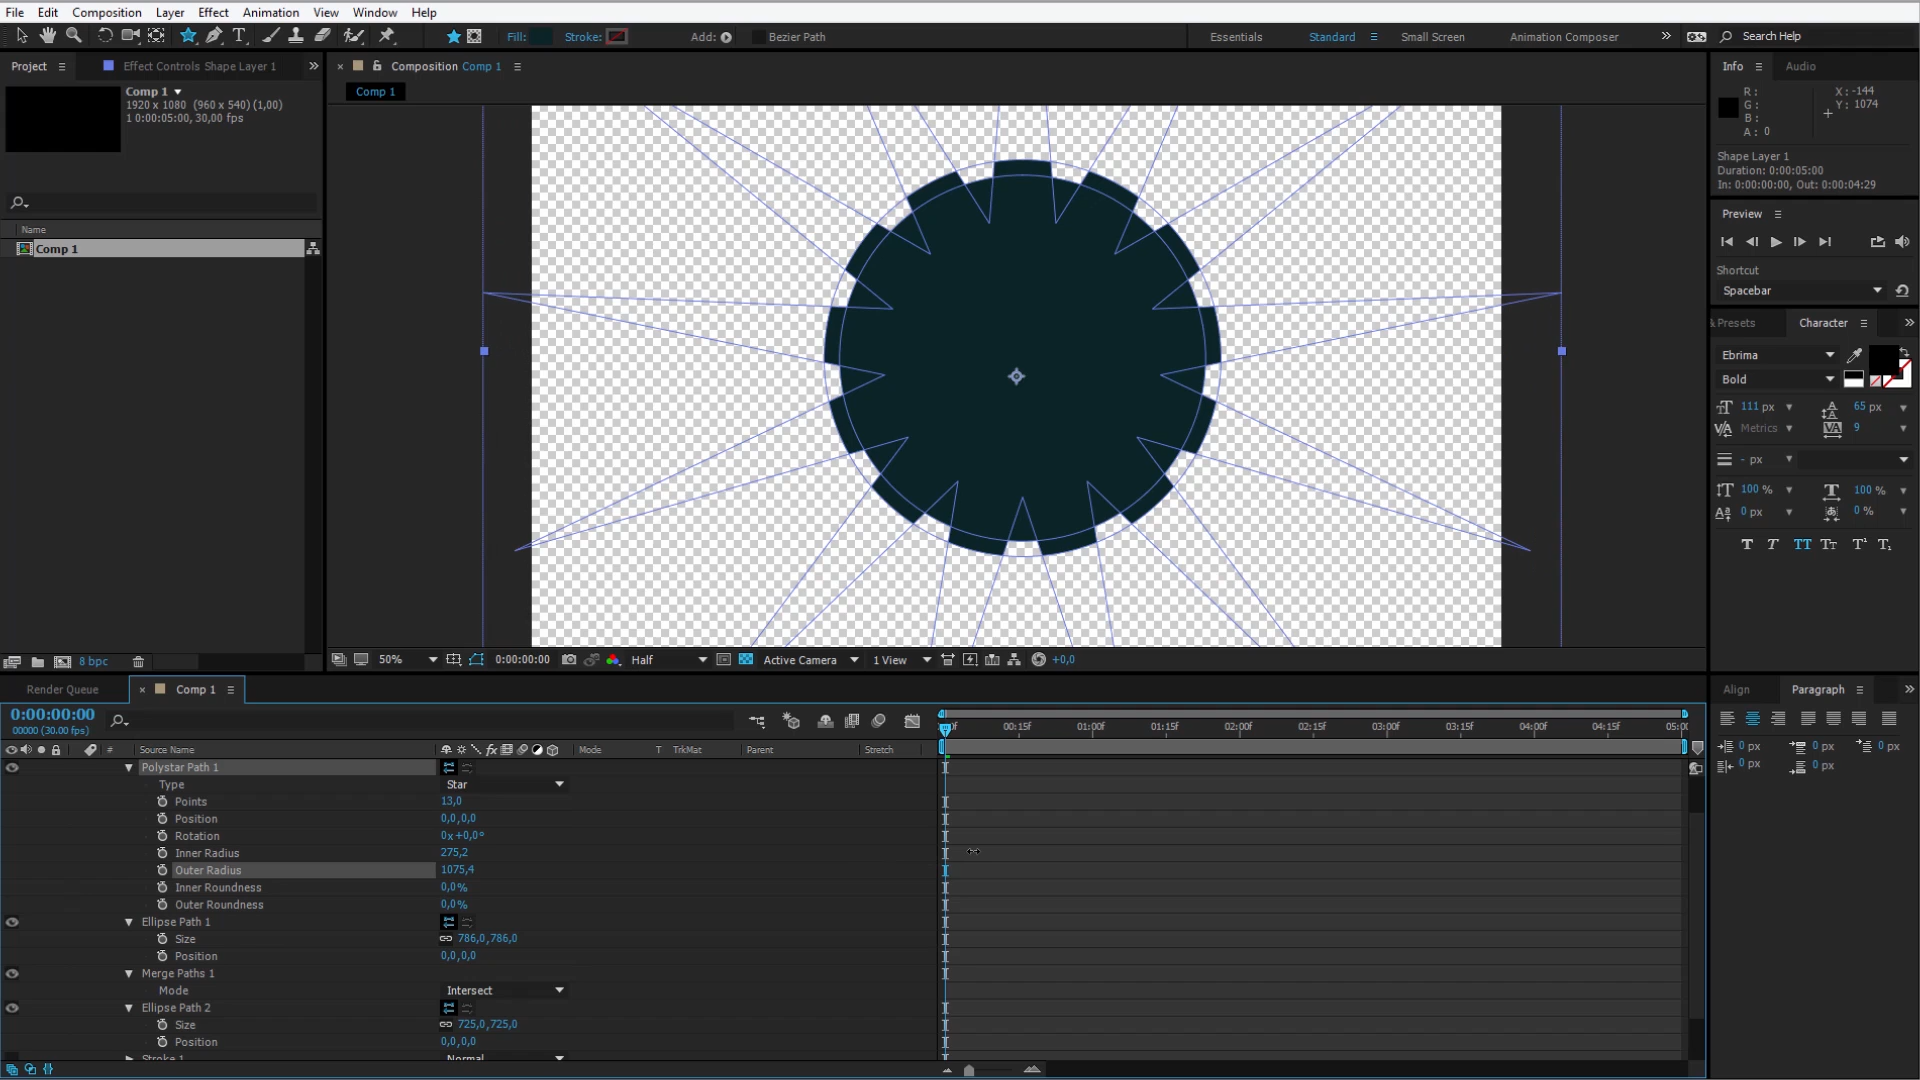 File Edit Composition Layer Effect Animation View Window Help
Fill: Stroke: Add: Bezier Path Essentials Standard Small Screen Animation Composer » Search Help
Project Effect Controls Shape Layer 1 » × Composition Comp 1 Info Audio
Comp 1
1920 x 1080 (960 x 540) (1,00)
1 0:00:05:00, 30,00 fps
Comp 1
R: X: -144
G: Y: 1074
B:
A: 0
Shape Layer 1
Duration: 0:00:05:00
In: 0:00:00:00, Out: 0:00:04:29
Preview
Shortcut
Spacebar
Name
Comp 1
& Presets Character »
Ebrima
Bold
111 px 65 px
Metrics 9
- px
100 % 100 %
0 px 0 %
T T TT Tт T¹ T₁
8 bpc
50% 0:00:00:00 Half Active Camera 1 View +0,0
Render Queue × Comp 1 Align Paragraph »
0:00:00:00
00000 (30.00 fps)
00:15f 01:00f 01:15f 02:00f 02:15f 03:00f 03:15f 04:00f 04:15f 05:0
0 px 0 px 0 px
0 px 0 px
# Source Name Mode T TrkMat Parent Stretch
Polystar Path 1
Type Star
Points 13,0
Position 0,0,0,0
Rotation 0x+0,0°
Inner Radius 275,2
Outer Radius 1075,4
Inner Roundness 0,0%
Outer Roundness 0,0%
Ellipse Path 1
Size 786,0,786,0
Position 0,0,0,0
Merge Paths 1
Mode Intersect
Ellipse Path 2
Size 725,0,725,0
Position 0,0,0,0
Stroke 1 Normal